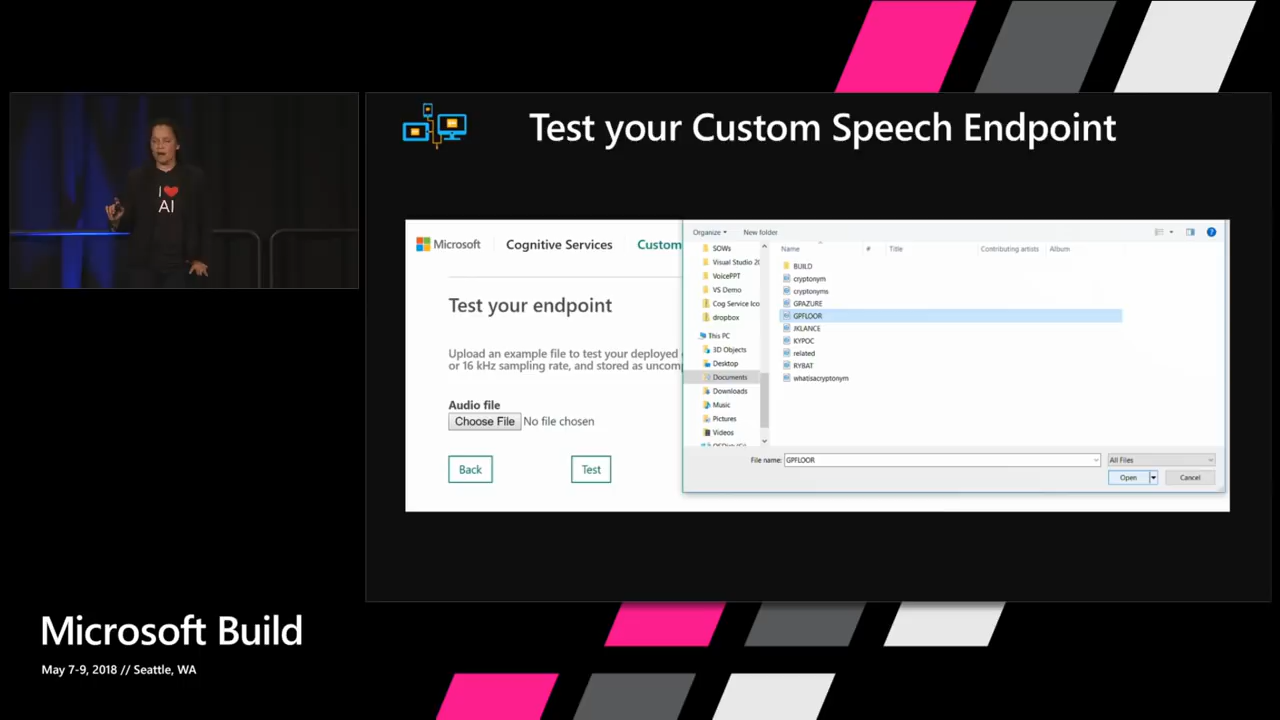 I ❤ AI
Test your Custom Speech Endpoint
Microsoft
Cognitive Services
Custom
Test your endpoint
Upload an example file to test your deployed
or 16 kHz sampling rate, and stored as uncomp
Audio file
Choose File No file chosen
Back
Test
Organize
New folder
SOWs
Visual Studio 20
VoicePPT
VS Demo
Cog Service Ico
dropbox
This PC
3D Objects
Desktop
Documents
Downloads
Music
Pictures
Videos
Name # Title Contributing artists Album
BUILD
cryptonym
cryptonyms
GPAZURE
GPFLOOR
JKLANCE
KYPOC
related
RYBAT
whatisacryptonym
File name: GPFLOOR
All Files
Open
Cancel
Microsoft Build
May 7-9, 2018 // Seattle, WA